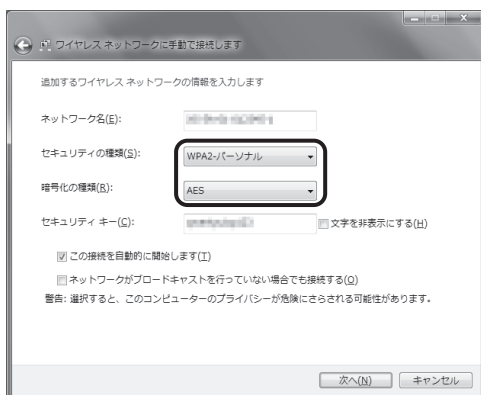 ワイヤレス ネットワークに手動で接続します
追加するワイヤレス ネットワークの情報を入力します
ネットワーク名(E):
セキュリティの種類(S): WPA2-パーソナル
暗号化の種類(R): AES
セキュリティ キー(C): 文字を非表示にする(H)
この接続を自動的に開始します(T)
ネットワークがブロードキャストを行っていない場合でも接続する(O)
警告: 選択すると、このコンピューターのプライバシーが危険にさらされる可能性があります。
次へ(N) キャンセル